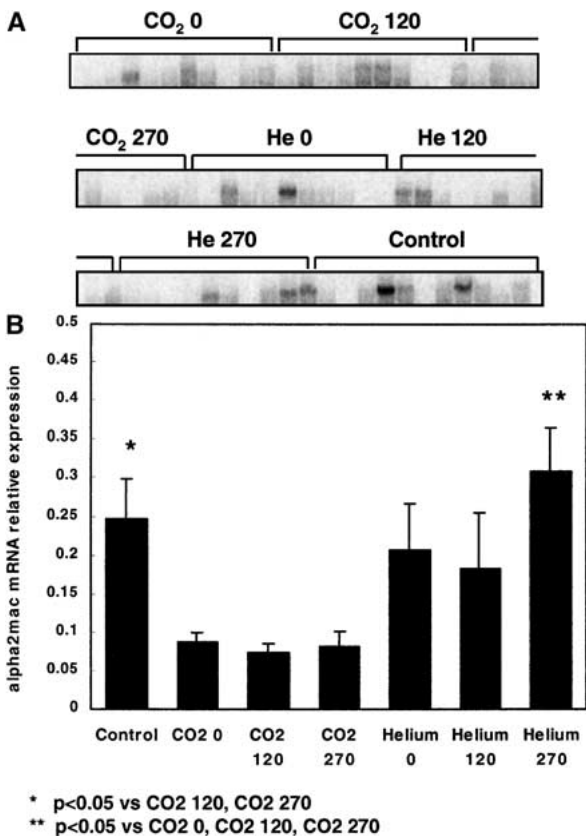 A
CO₂ 0 CO₂ 120
CO₂ 270 He 0 He 120
He 270 Control
B
0.5
0.45
0.4
0.35
0.3
0.25
0.2
0.15
0.1
0.05
0
alpha2mac mRNA relative expression
*
**
Control CO2 0 CO2 120 CO2 270 Helium 0 Helium 120 Helium 270
* p<0.05 vs CO2 120, CO2 270
** p<0.05 vs CO2 0, CO2 120, CO2 270